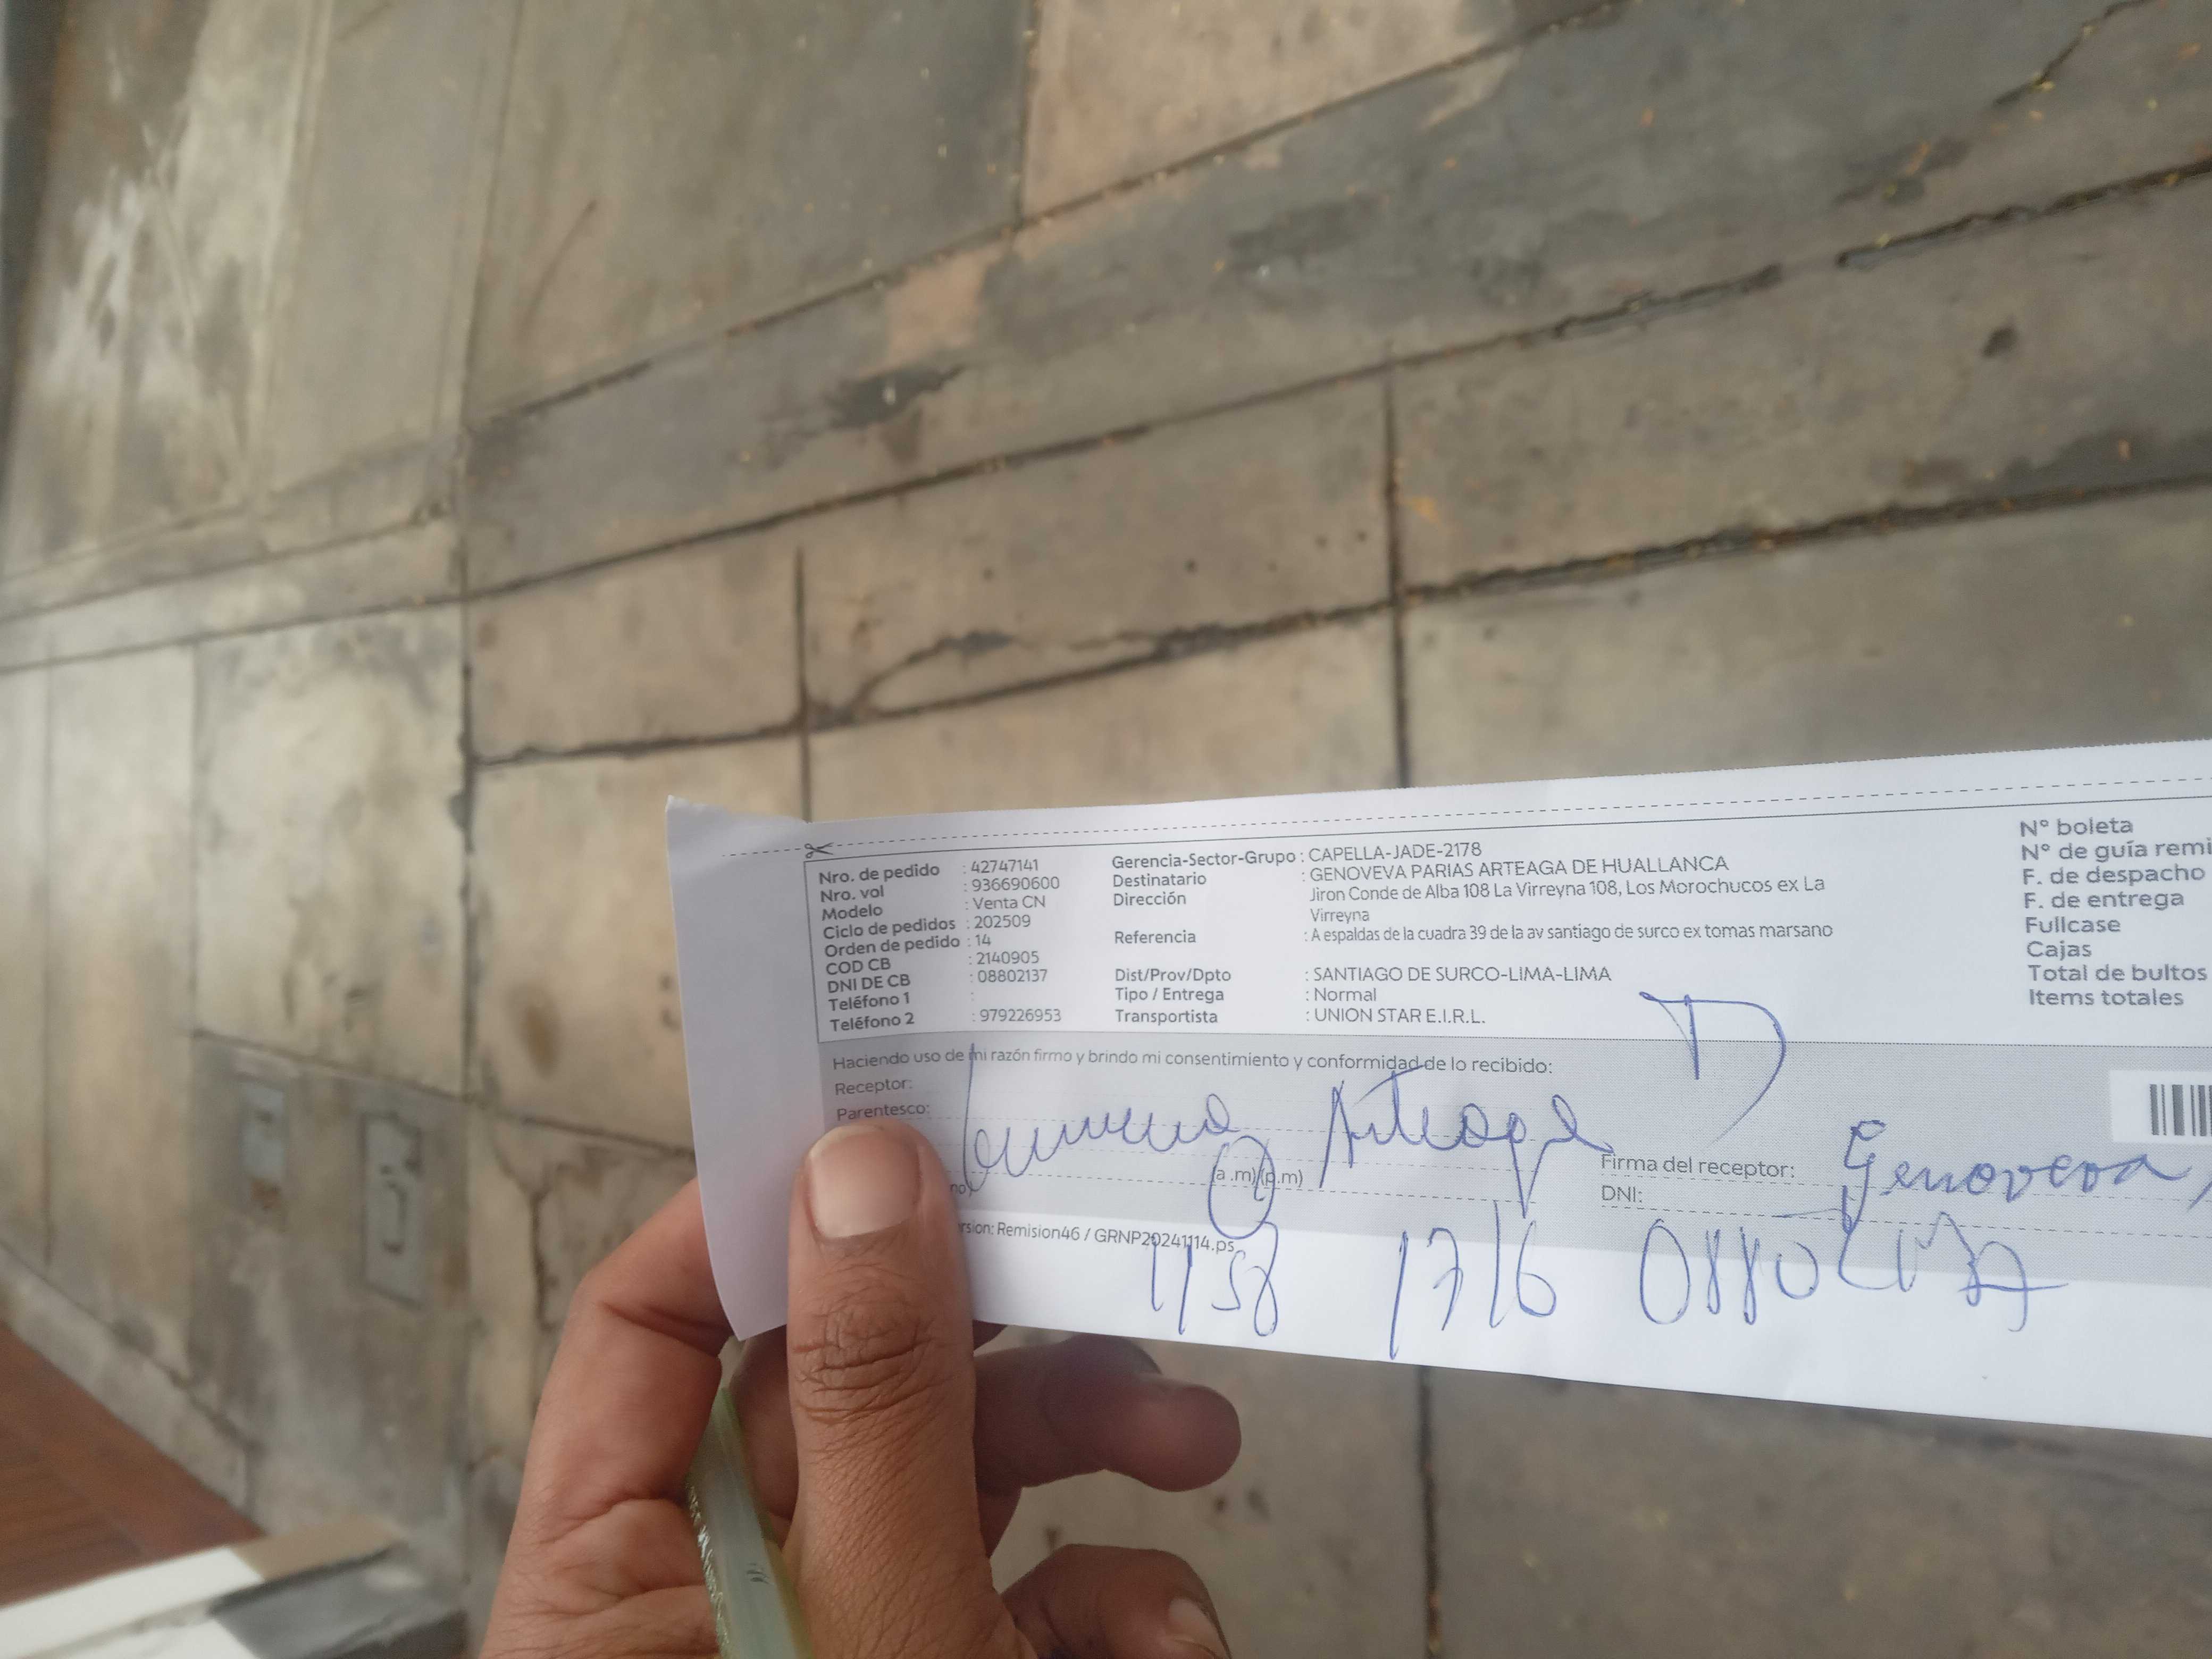 Nro. de pedido : 42747141
Nro. vol : 936690600
Modelo : Venta CN
Ciclo de pedidos : 202509
Orden de pedido : 14
COD CB : 2140905
DNI DE CB : 08802137
Teléfono 1 :
Teléfono 2 : 979226953
Gerencia-Sector-Grupo : CAPELLA-JADE-2178
Destinatario : GENOVEVA PARIAS ARTEAGA DE HUALLANCA
Dirección Jiron Conde de Alba 108 La Virreyna 108, Los Morochucos ex La
Virreyna
Referencia : A espaldas de la cuadra 39 de la av santiago de surco ex tomas marsano
Dist/Prov/Dpto : SANTIAGO DE SURCO-LIMA-LIMA
Tipo / Entrega : Normal
Transportista : UNION STAR E.I.R.L.
N° boleta
N° de guía remi
F. de despacho
F. de entrega
Fullcase
Cajas
Total de bultos
Items totales
Haciendo uso de mi razón firmo y brindo mi consentimiento y conformidad de lo recibido:
Receptor:
Parentesco:
Arteaga
D
(a.m)(p.m)
Firma del receptor: Genoveva
DNI:
rsion: Remision46 / GRNP20241114.ps
1158 17/6